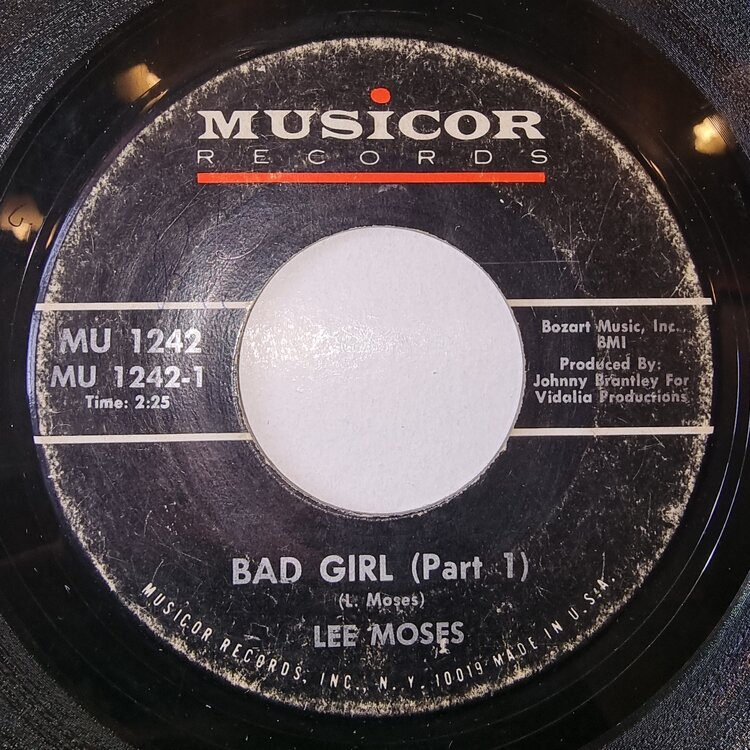 MUSICOR
RECORDS
MU 1242
MU 1242-1
Time: 2:25
Bozart Music, Inc.,
BMI
Produced By:
Johnny Brantley For
Vidalia Productions
BAD GIRL (Part 1)
(L. Moses)
LEE MOSES
MUSICOR RECORDS, INC., N. Y. 10019 MADE IN U.S.A